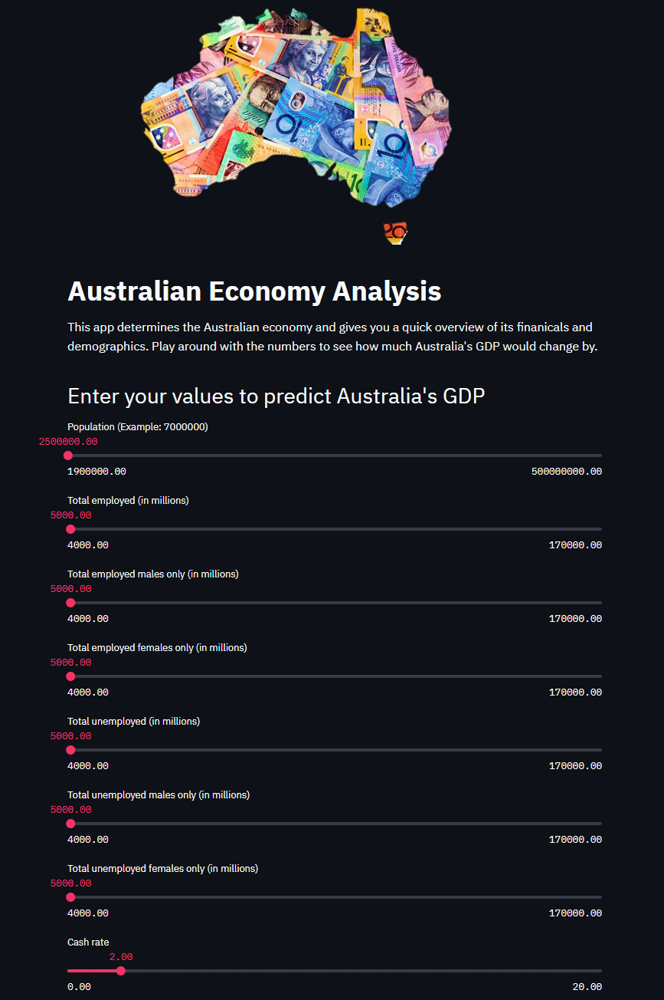 10
10
20
Australian Economy Analysis
This app determines the Australian economy and gives you a quick overview of its finanicals and
demographics. Play around with the numbers to see how much Australia's GDP would change by.
Enter your values to predict Australia's GDP
Population (Example: 7000000)
2500000.00
1900000.00 500000000.00
Total employed (in millions)
5000.00
4000.00 170000.00
Total employed males only (in millions)
5000.00
4000.00 170000.00
Total employed females only (in millions)
5000.00
4000.00 170000.00
Total unemployed (in millions)
5000.00
4000.00 170000.00
Total unemployed males only (in millions)
5000.00
4000.00 170000.00
Total unemployed females only (in millions)
5000.00
4000.00 170000.00
Cash rate
2.00
0.00 20.00